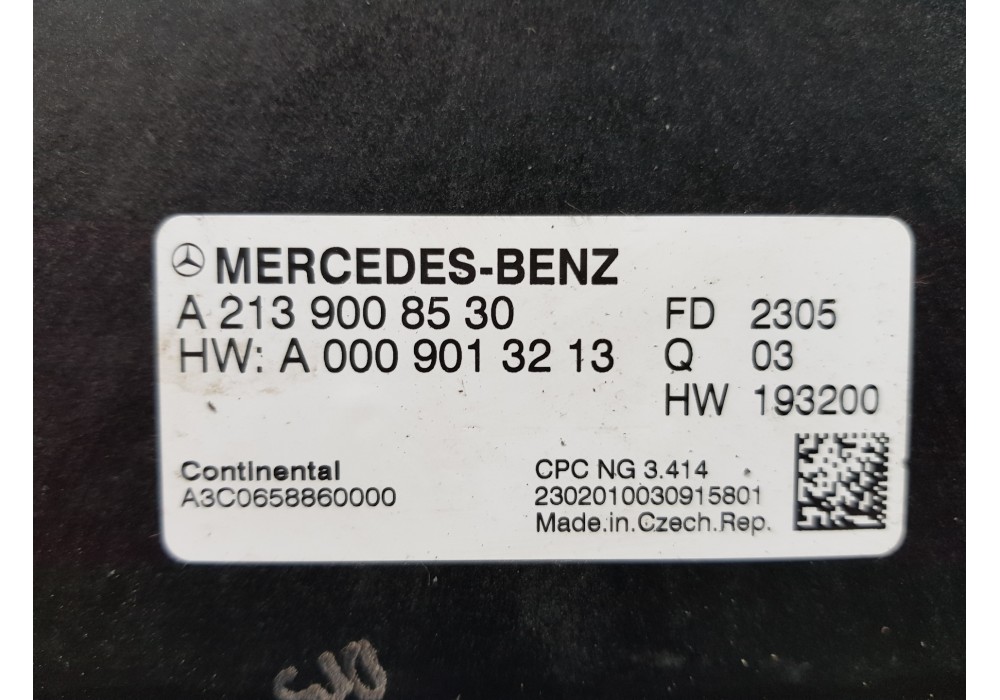 MERCEDES-BENZ
A 213 900 85 30
HW: A 000 901 32 13
FD 2305
Q 03
HW 193200
Continental
A3C0658860000
CPC NG 3.414
2302010030915801
Made.in.Czech.Rep.